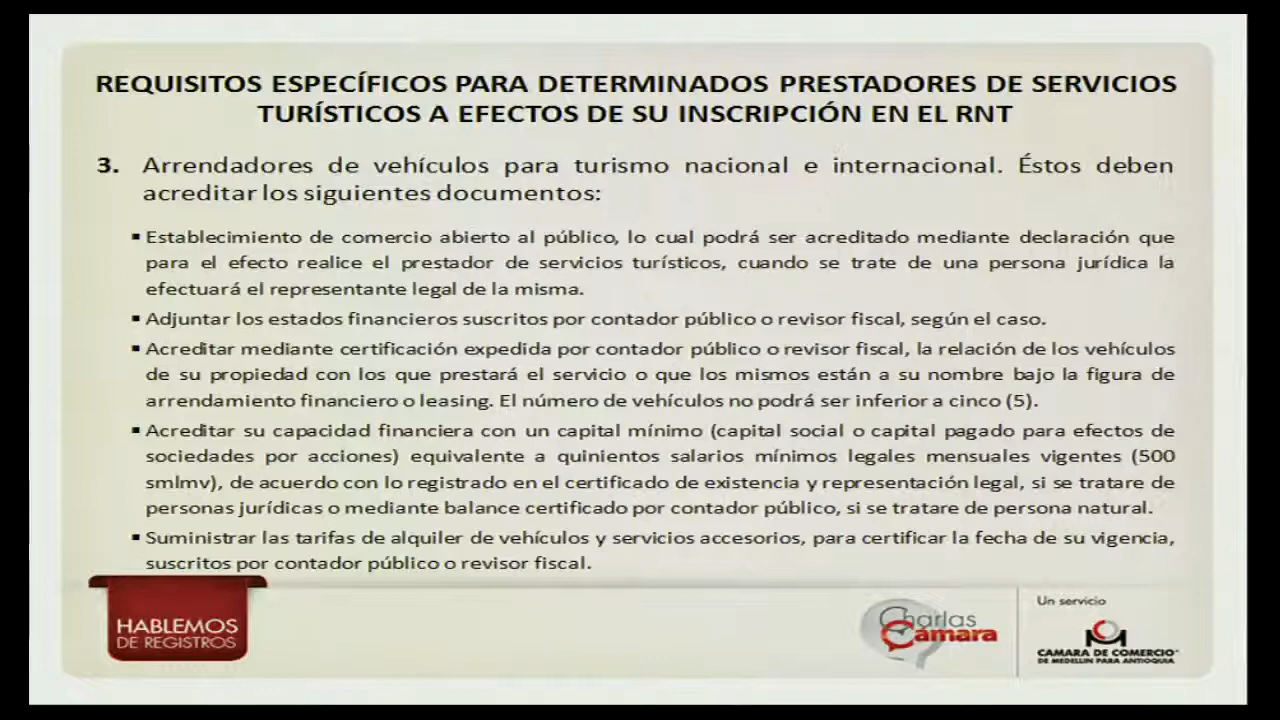 REQUISITOS ESPECÍFICOS PARA DETERMINADOS PRESTADORES DE SERVICIOS
TURÍSTICOS A EFECTOS DE SU INSCRIPCIÓN EN EL RNT
3. Arrendadores de vehículos para turismo nacional e internacional. Éstos deben
acreditar los siguientes documentos:
▪ Establecimiento de comercio abierto al público, lo cual podrá ser acreditado mediante declaración que
para el efecto realice el prestador de servicios turísticos, cuando se trate de una persona jurídica la
efectuará el representante legal de la misma.
▪ Adjuntar los estados financieros suscritos por contador público o revisor fiscal, según el caso.
▪ Acreditar mediante certificación expedida por contador público o revisor fiscal, la relación de los vehículos
de su propiedad con los que prestará el servicio o que los mismos están a su nombre bajo la figura de
arrendamiento financiero o leasing. El número de vehículos no podrá ser inferior a cinco (5).
▪ Acreditar su capacidad financiera con un capital mínimo (capital social o capital pagado para efectos de
sociedades por acciones) equivalente a quinientos salarios mínimos legales mensuales vigentes (500
smlmv), de acuerdo con lo registrado en el certificado de existencia y representación legal, si se tratare de
personas jurídicas o mediante balance certificado por contador público, si se tratare de persona natural.
▪ Suministrar las tarifas de alquiler de vehículos y servicios accesorios, para certificar la fecha de su vigencia,
suscritos por contador público o revisor fiscal.
HABLEMOS
DE REGISTROS
Charlas
Cámara
Un servicio
CAMARA DE COMERCIO
DE MEDELLIN PARA ANTIOQUIA